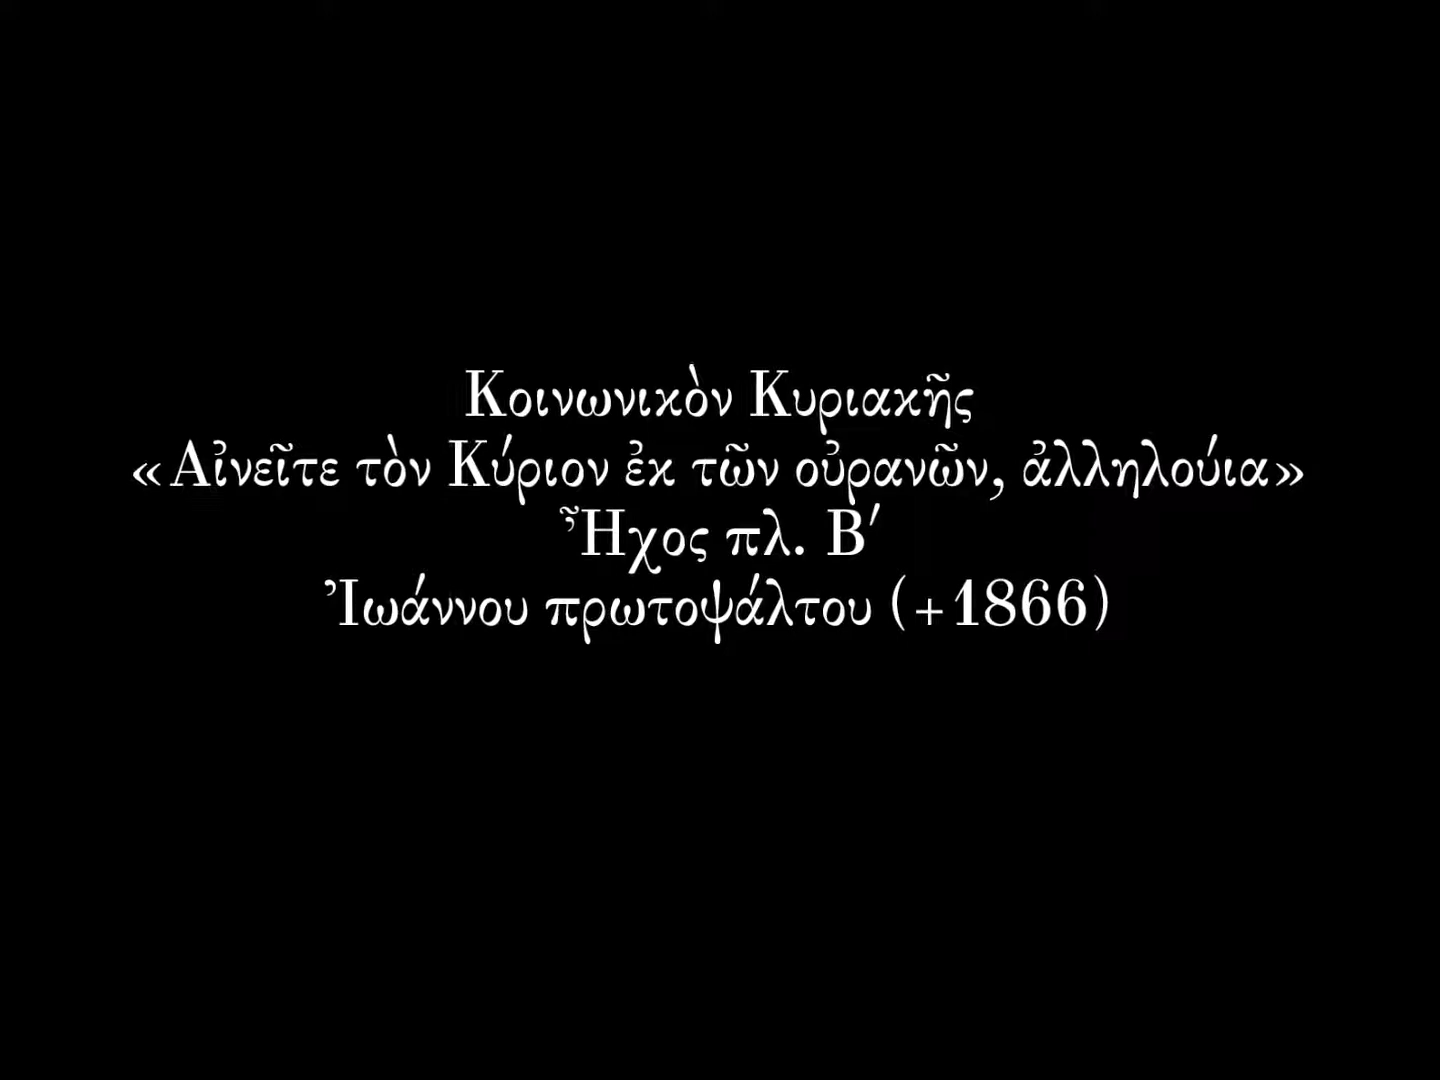 Κοινωνικὸν Κυριακῆς
«Αἰνεῖτε τὸν Κύριον ἐκ τῶν οὐρανῶν, ἀλληλούια»
Ἦχος πλ. Β΄
Ἰωάννου πρωτοψάλτου (+1866)